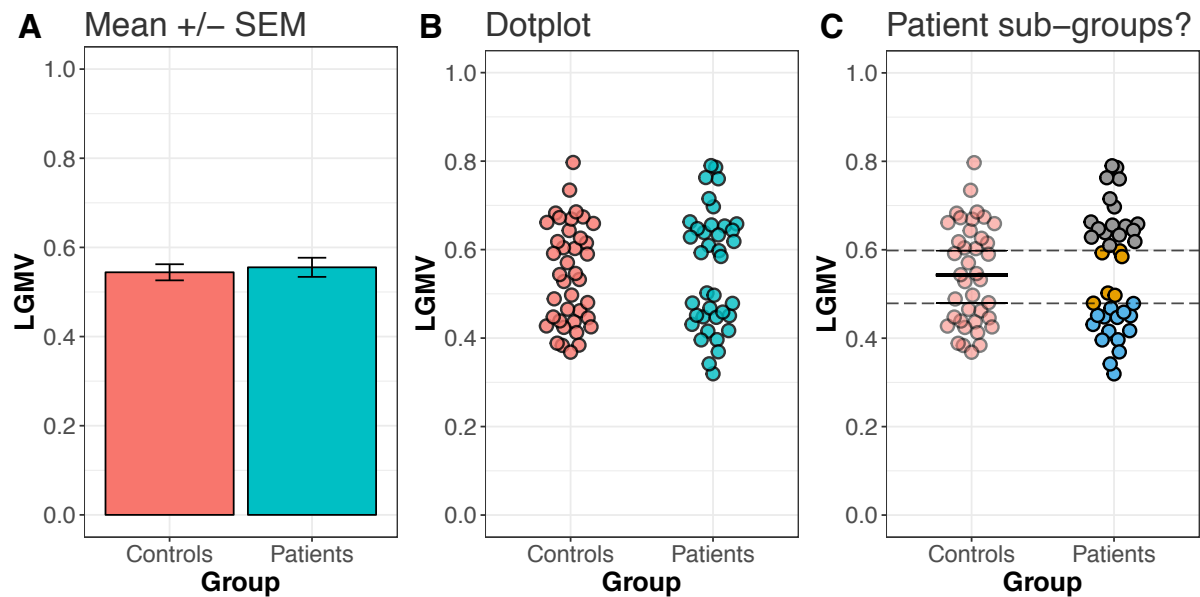 A Mean +/− SEM
LGMV
1.0
0.8
0.6
0.4
0.2
0.0
Controls Patients
Group
B Dotplot
LGMV
1.0
0.8
0.6
0.4
0.2
0.0
Controls Patients
Group
C Patient sub−groups?
LGMV
1.0
0.8
0.6
0.4
0.2
0.0
Controls Patients
Group